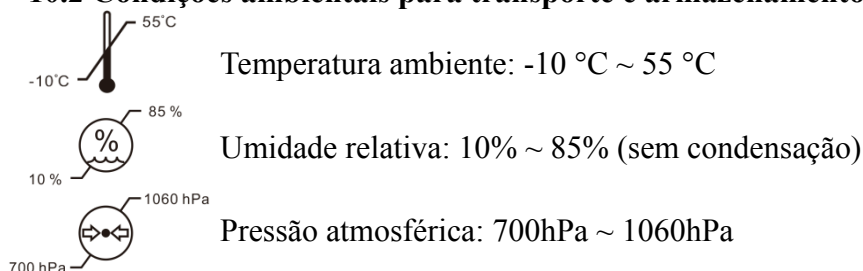 10.2 Condições ambientais para transporte e armazenamento
55°C
-10°C
Temperatura ambiente: -10 °C ~ 55 °C
85 %
%
10 %
Umidade relativa: 10% ~ 85% (sem condensação)
1060 hPa
700 hPa
Pressão atmosférica: 700hPa ~ 1060hPa